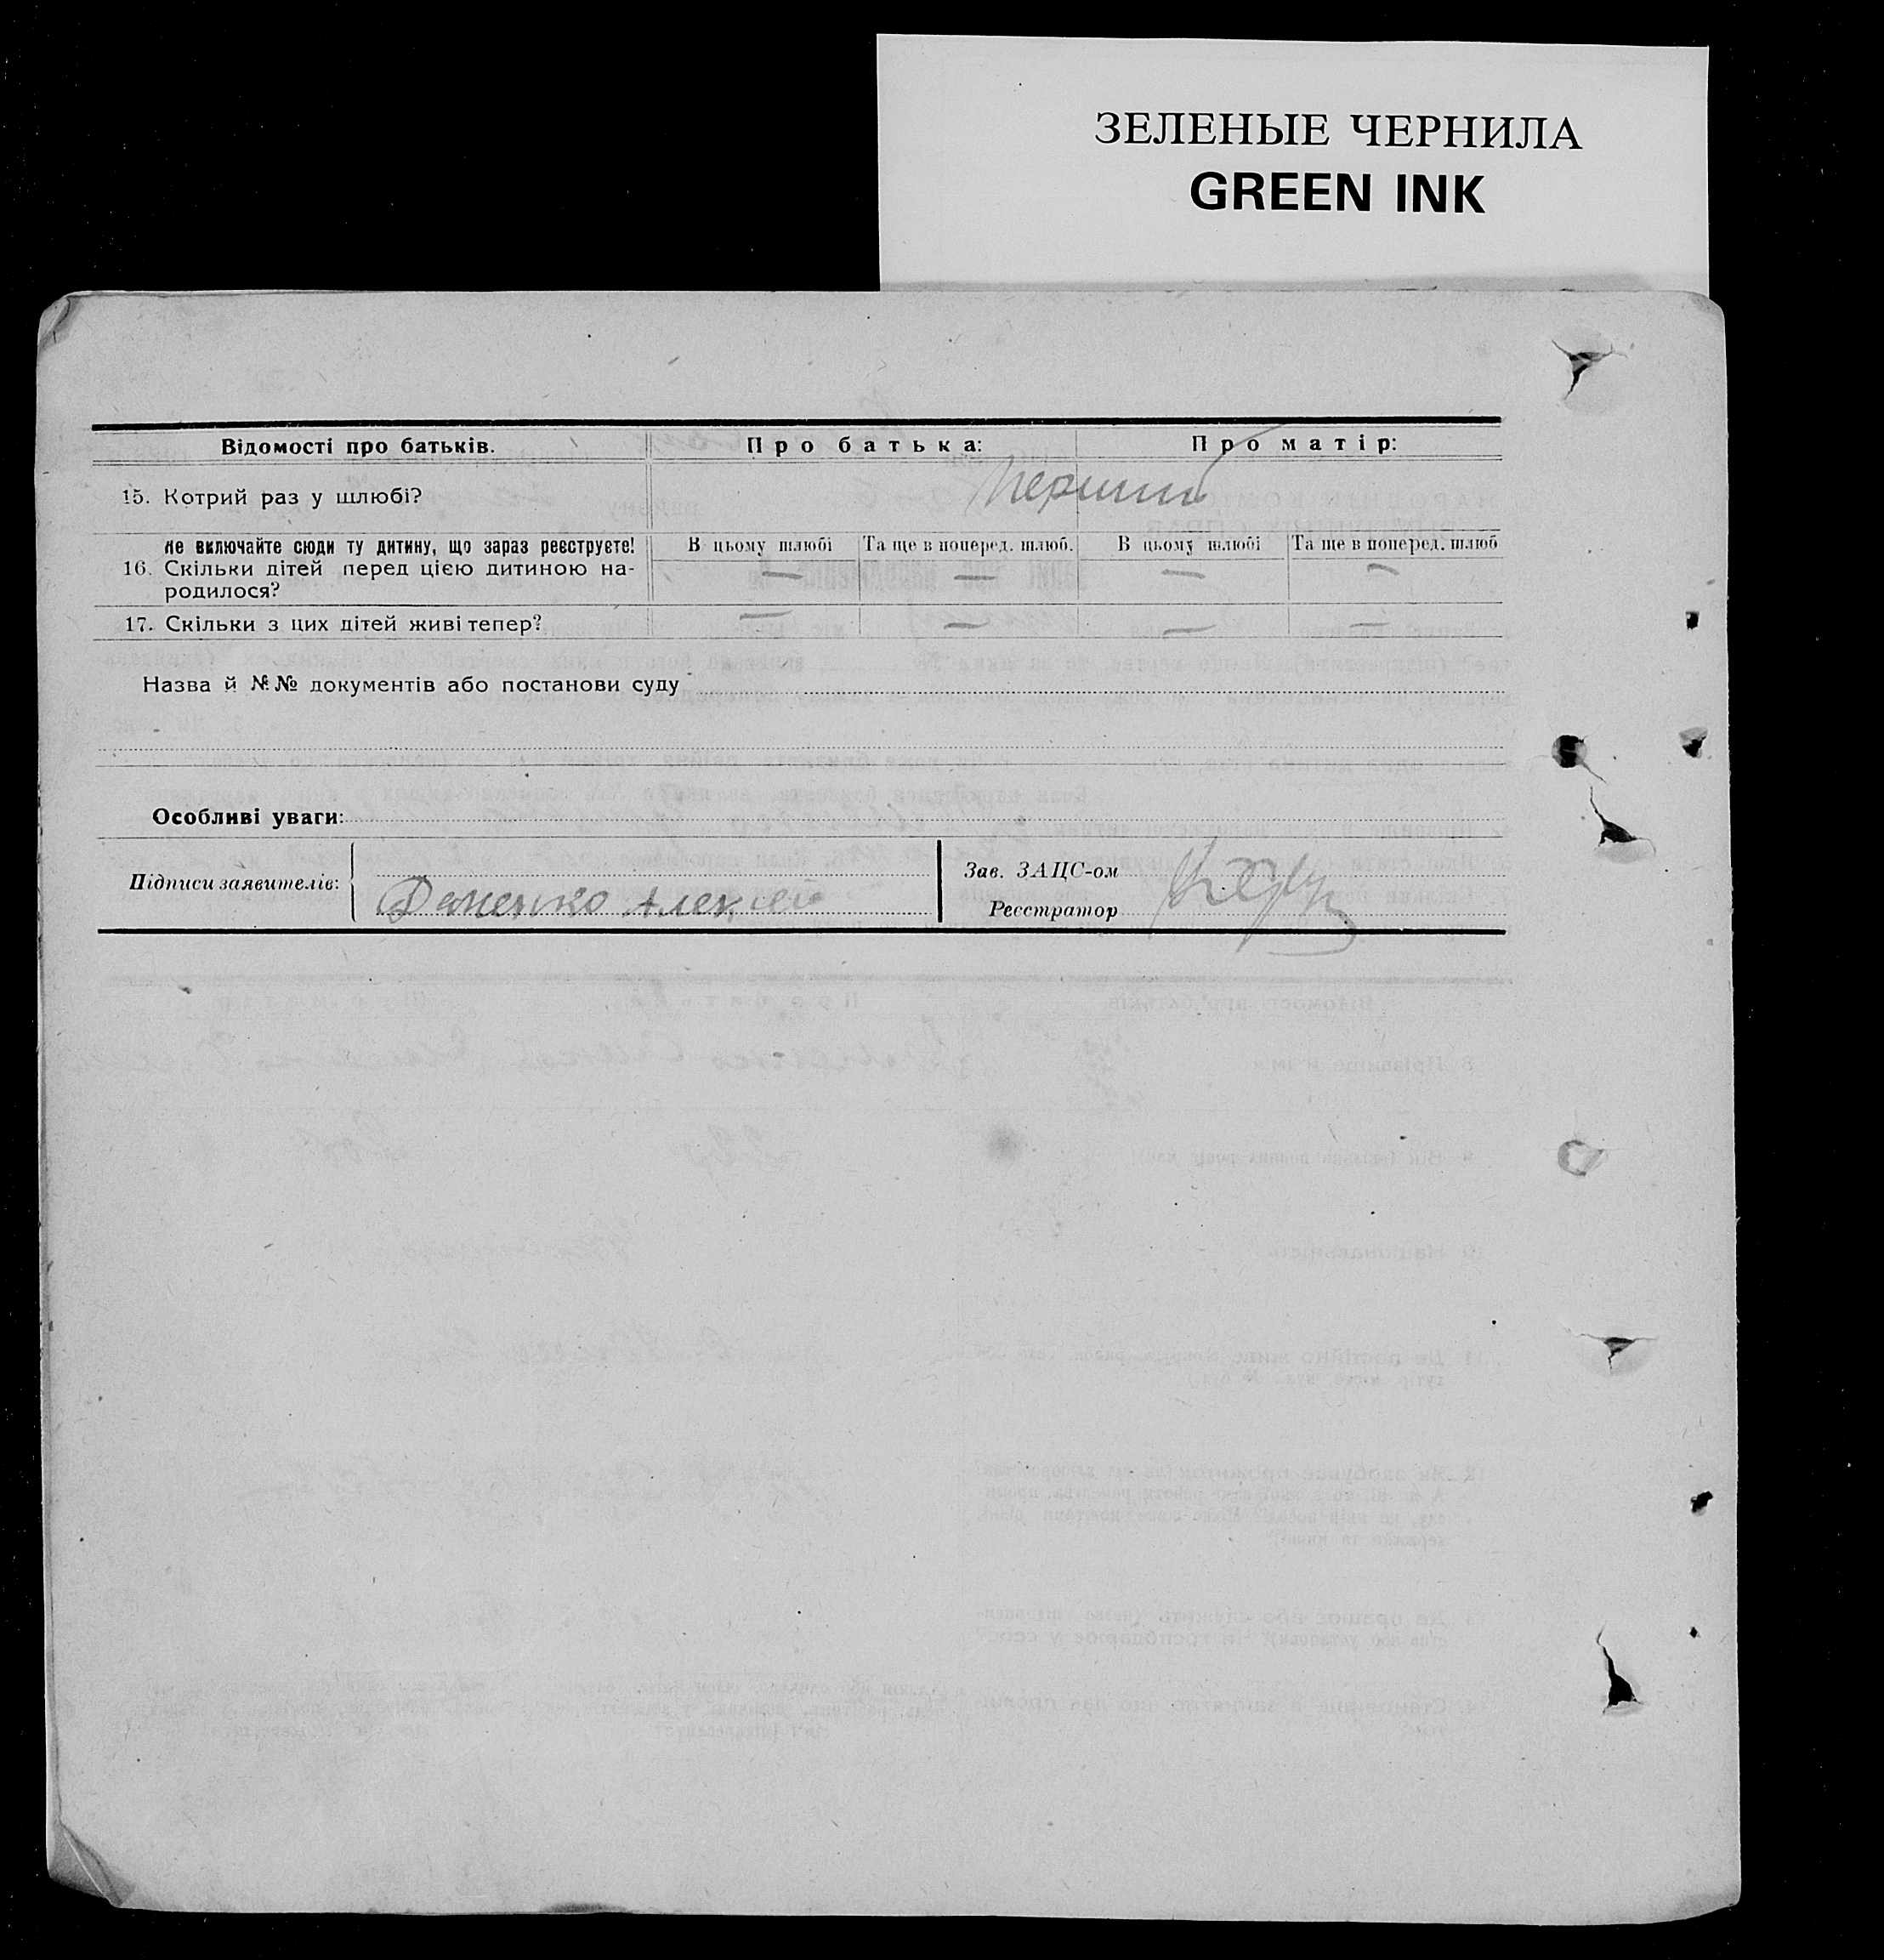 ЗЕЛЕНЫЕ ЧЕРНИЛА
GREEN INK
Відомості про батьків. Про батька: Про матір:
15. Котрий раз у шлюбі? Перший
Не включайте сюди ту дитину, що зараз реєструєте! В цьому шлюбі Та ще в поперед. шлюб. В цьому шлюбі Та ще в поперед. шлюб
16. Скільки дітей перед цією дитиною на- — — — —
родилося?
17. Скільки з цих дітей живі тепер? — — — —
Назва й №№ документів або постанови суду
Особливі уваги:
Підписи заявителів: Алексей
Зав. ЗАЦС-ом
Реєстратор